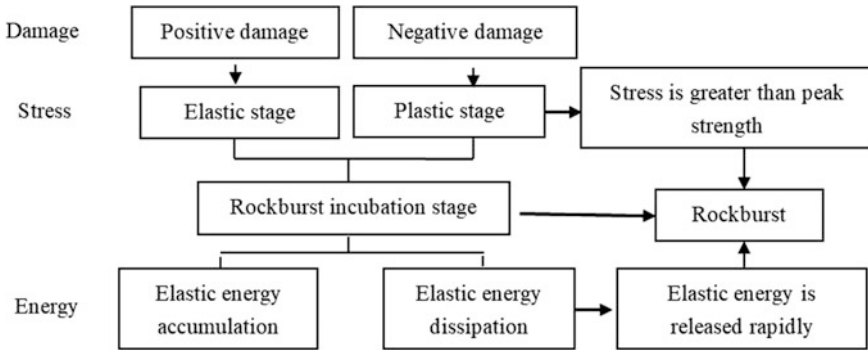 Damage
Positive damage
Negative damage
Stress
Elastic stage
Plastic stage
Stress is greater than peak
strength
Rockburst incubation stage
Rockburst
Energy
Elastic energy
accumulation
Elastic energy
dissipation
Elastic energy is
released rapidly